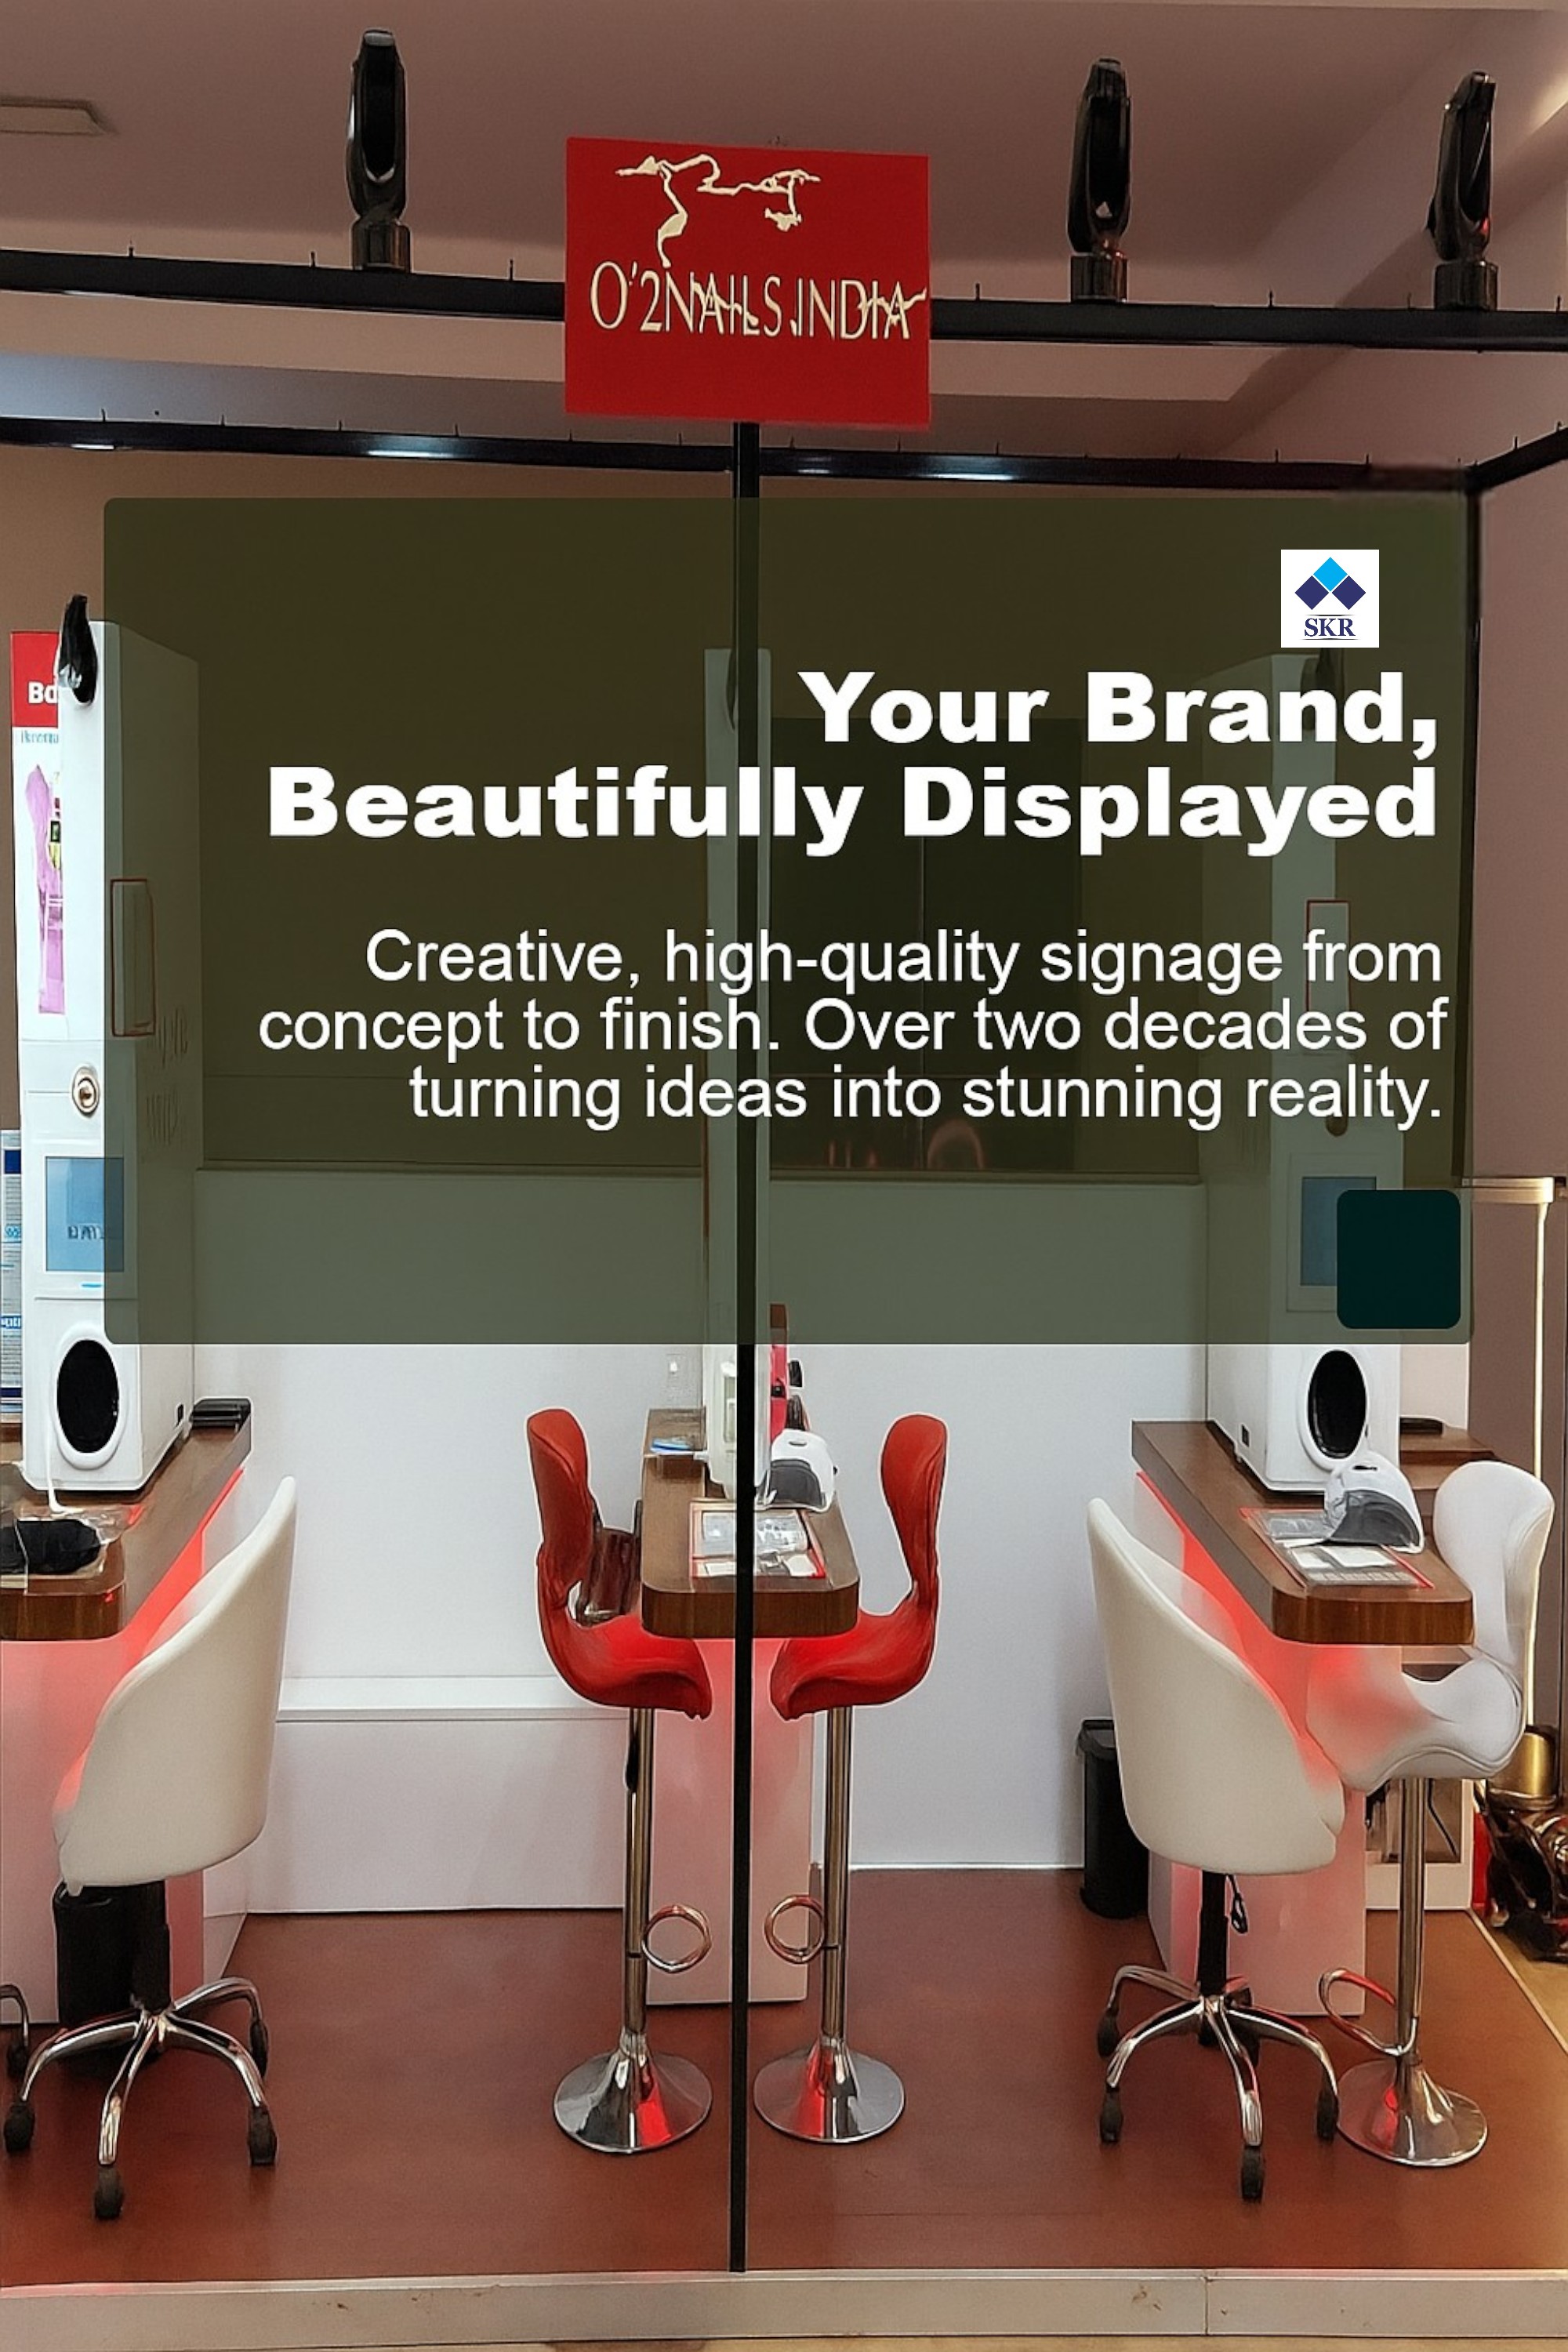 O'2NAILS INDIA
SKR
Your Brand,
Beautifully Displayed
Creative, high-quality signage from
concept to finish. Over two decades of
turning ideas into stunning reality.